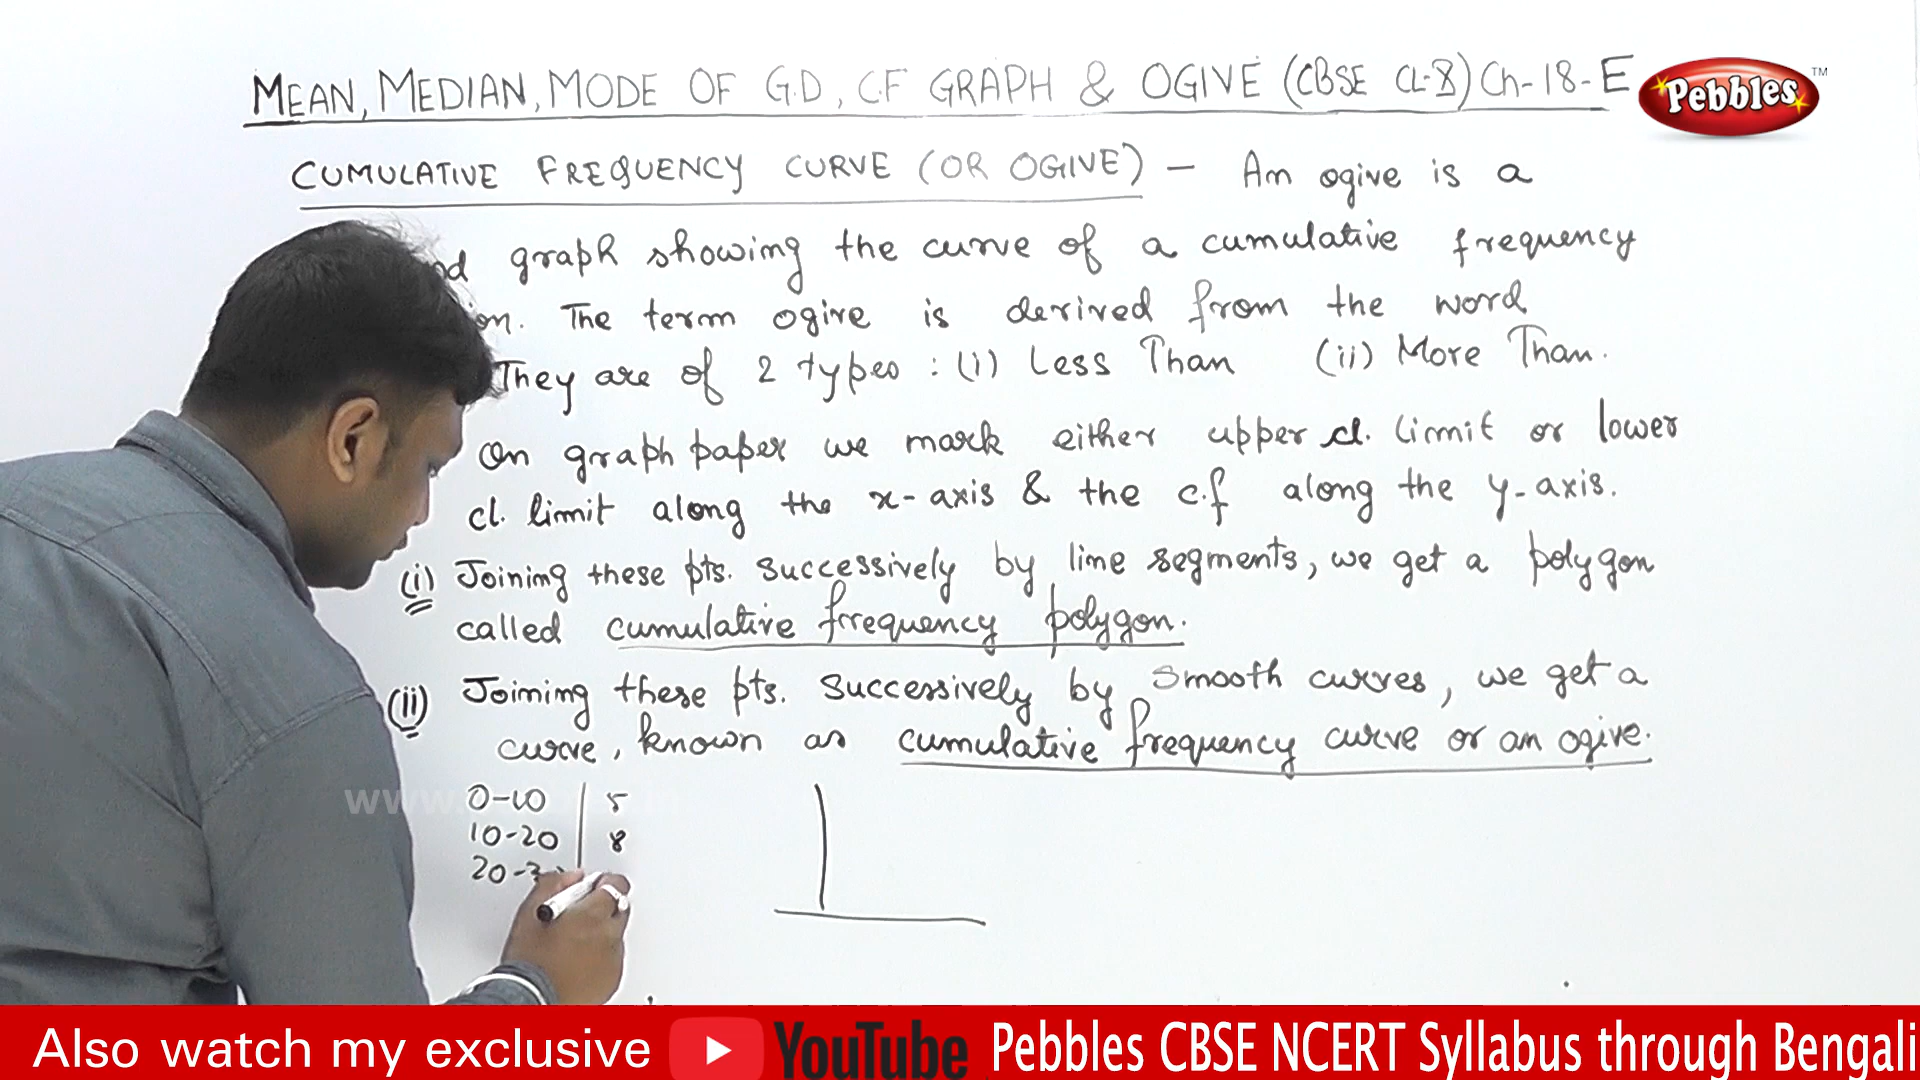 MEAN, MEDIAN, MODE OF G.D, C.F GRAPH & OGIVE (CBSE CL-8) Ch-18-E
Pebbles™
CUMULATIVE FREQUENCY CURVE (OR OGIVE) – An ogive is a
graph showing the curve of a cumulative frequency
The term ogive is derived from the word
They are of 2 types : (i) Less Than (ii) More Than.
On graph paper we mark either upper cl. limit or lower
cl. limit along the x-axis & the c.f along the y-axis.
(i) Joining these pts. successively by line segments, we get a polygon
called cumulative frequency polygon.
(ii) Joining these pts. successively by smooth curves, we get a
curve, known as cumulative frequency curve or an ogive.
0-10 5
10-20 8
Also watch my exclusive YouTube Pebbles CBSE NCERT Syllabus through Bengali